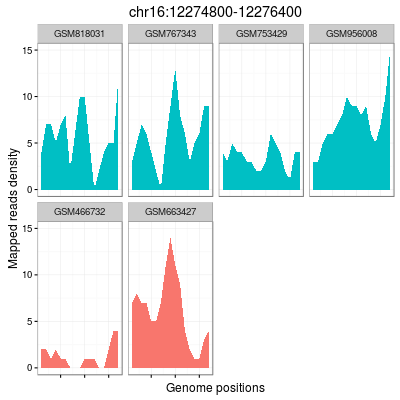 chr16:12274800-12276400
GSM818031 GSM767343 GSM753429 GSM956008
15
10
5
0
GSM466732 GSM663427
15
10
5
0
Mapped reads density
Genome positions